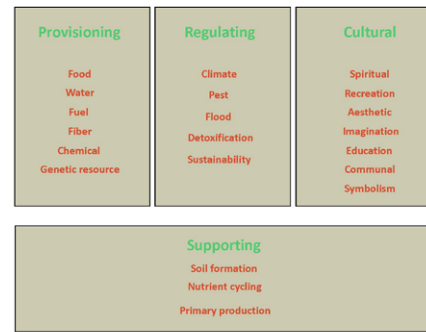 Provisioning
Food
Water
Fuel
Fiber
Chemical
Genetic resource
Regulating
Climate
Pest
Flood
Detoxification
Sustainability
Cultural
Spiritual
Recreation
Aesthetic
Imagination
Education
Communal
Symbolism
Supporting
Soil formation
Nutrient cycling
Primary production